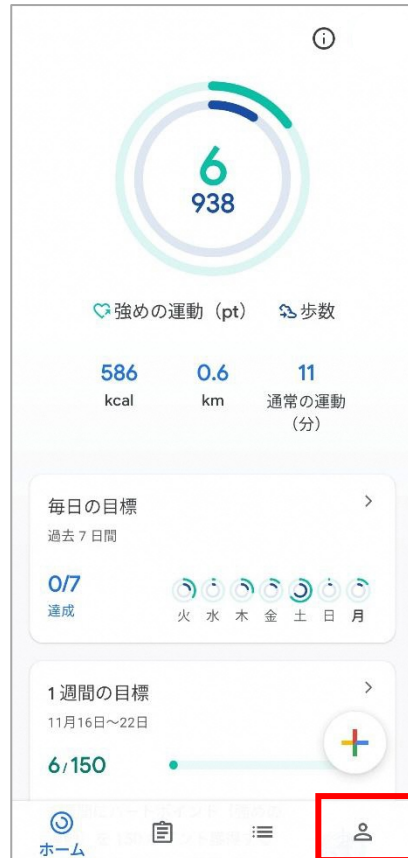 6
938
強めの運動（pt） 歩数
586 0.6 11
kcal km 通常の運動
（分）
毎日の目標
過去 7 日間
0/7
達成
火 水 木 金 土 日 月
1 週間の目標
11月16日～22日
6/150
ホーム